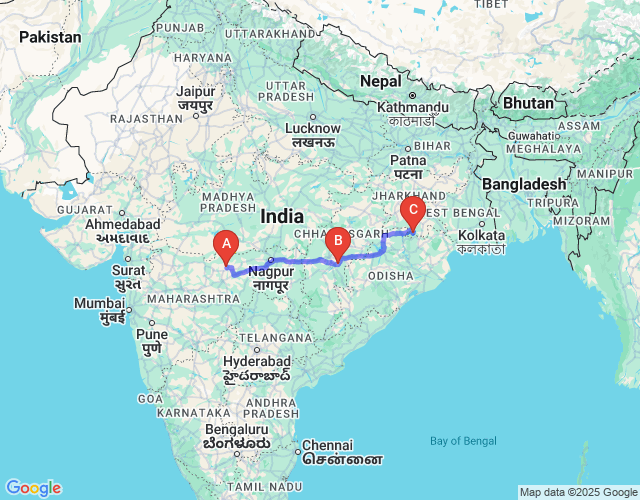 TIBET
PUNJAB
Pakistan
UTTARAKHAND
HARYANA
Nepal
Jaipur
जयपुर
UTTAR
PRADESH
Kathmandu
काठमाडौँ
Bhutan
RAJASTHAN
Lucknow
लखनऊ
ASSAM
Guwahati
MEGHALAYA
BIHAR
Patna
पटना
MANIPUR
Bangladesh
JHARKHAND
TRIPURA
MIZORAM
MADHYA
PRADESH
GUJARAT
India
C
WEST BENGAL
Ahmedabad
અમદાવાદ
A
B
CHHATTISGARH
Kolkata
কলকাতা
Surat
સુરત
Nagpur
नागपूर
ODISHA
MAHARASHTRA
Mumbai
मुंबई
Pune
पुणे
TELANGANA
Hyderabad
హైదరాబాద్
GOA
KARNATAKA
ANDHRA
PRADESH
Bengaluru
ಬೆಂಗಳೂರು
Chennai
சென்னை
Bay of Bengal
TAMIL NADU
Google
Map data ©2025 Google